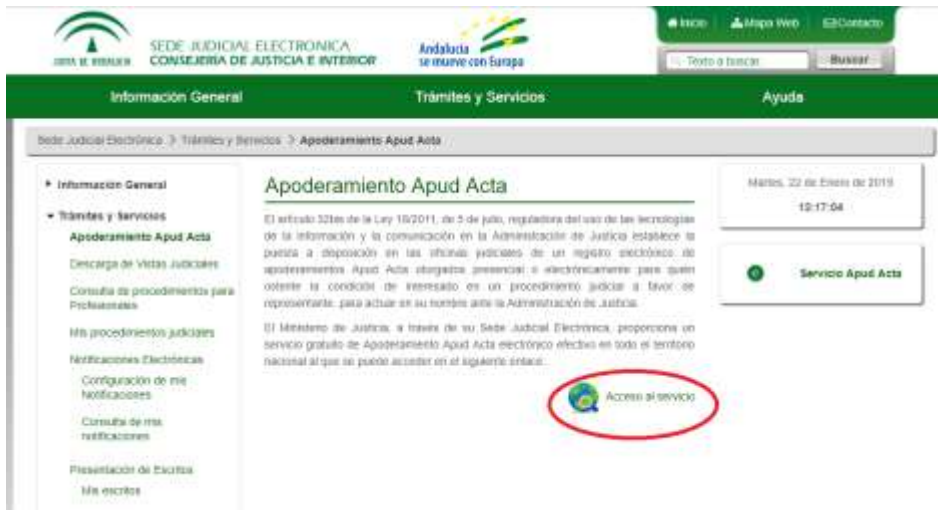 Inicio Mapa Web Contacto
JUNTA DE ANDALUCIA
SEDE JUDICIAL ELECTRONICA
CONSEJERÍA DE JUSTICIA E INTERIOR
Andalucía
se mueve con Europa
Texto a buscar Buscar
Información General Trámites y Servicios Ayuda
Sede Judicial Electrónica > Trámites y Servicios > Apoderamiento Apud Acta
Información General
Trámites y Servicios
Apoderamiento Apud Acta
Descarga de Vistas Judiciales
Consulta de procedimientos para
Profesionales
Mis procedimientos judiciales
Notificaciones Electrónicas
Configuración de mis
Notificaciones
Consulta de mis
notificaciones
Presentación de Escritos
Mis escritos
Apoderamiento Apud Acta
El artículo 32bis de la Ley 18/2011, de 5 de julio, reguladora del uso de las tecnologías
de la información y la comunicación en la Administración de Justicia establece la
puesta a disposición en las oficinas judiciales de un registro electrónico de
apoderamientos Apud Acta otorgados presencial o electrónicamente para quien
ostente la condición de interesado en un procedimiento judicial a favor de
representante, para actuar en su nombre ante la Administración de Justicia.
El Ministerio de Justicia, a través de su Sede Judicial Electrónica, proporciona un
servicio gratuito de Apoderamiento Apud Acta electrónico efectivo en todo el territorio
nacional al que se puede acceder en el siguiente enlace:
Acceso al servicio
Martes, 22 de Enero de 2019
12:17:04
Servicio Apud Acta